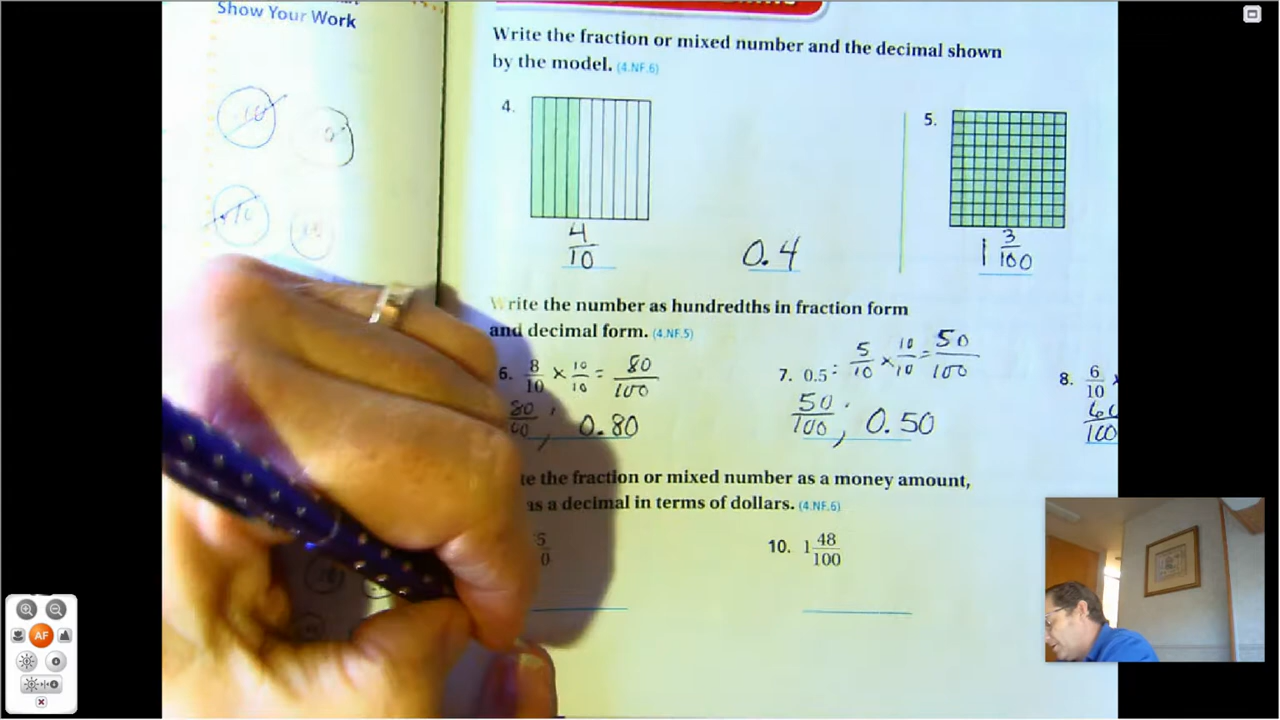 Show Your Work
Write the fraction or mixed number and the decimal shown
by the model. (4.NF.6)
4.
5.
4/10
0.4
1 3/100
Write the number as hundredths in fraction form
and decimal form. (4.NF.5)
6. 8/10 × 10/10 = 80/100
80/100; 0.80
7. 0.5 = 5/10 × 10/10 = 50/100
50/100; 0.50
8. 6/10 ×
60/100
te the fraction or mixed number as a money amount,
as a decimal in terms of dollars. (4.NF.6)
10. 1 48/100
AF